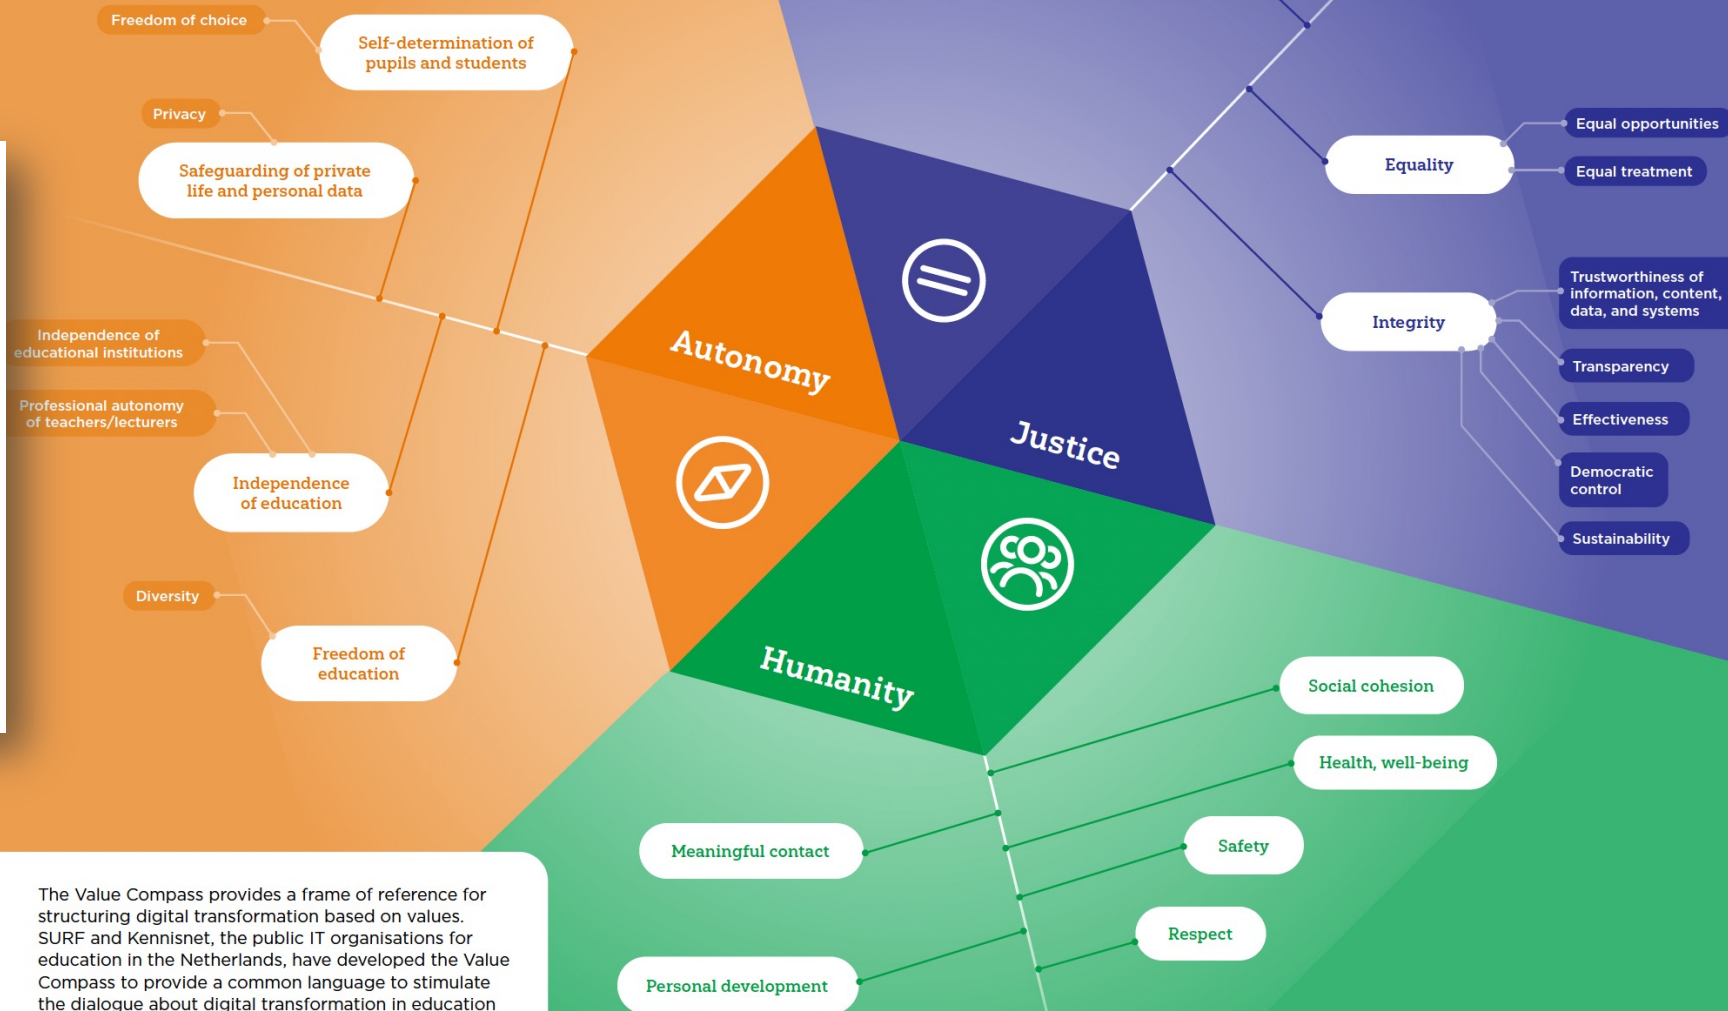 Freedom of choice
Self-determination of
pupils and students
Privacy
Safeguarding of private
life and personal data
Independence of
educational institutions
Professional autonomy
of teachers/lecturers
Independence
of education
Diversity
Freedom of
education
Autonomy
Justice
Humanity
Equality
Equal opportunities
Equal treatment
Integrity
Trustworthiness of
information, content,
data, and systems
Transparency
Effectiveness
Democratic
control
Sustainability
Social cohesion
Health, well-being
Meaningful contact
Safety
Respect
Personal development
The Value Compass provides a frame of reference for
structuring digital transformation based on values.
SURF and Kennisnet, the public IT organisations for
education in the Netherlands, have developed the Value
Compass to provide a common language to stimulate
the dialogue about digital transformation in education